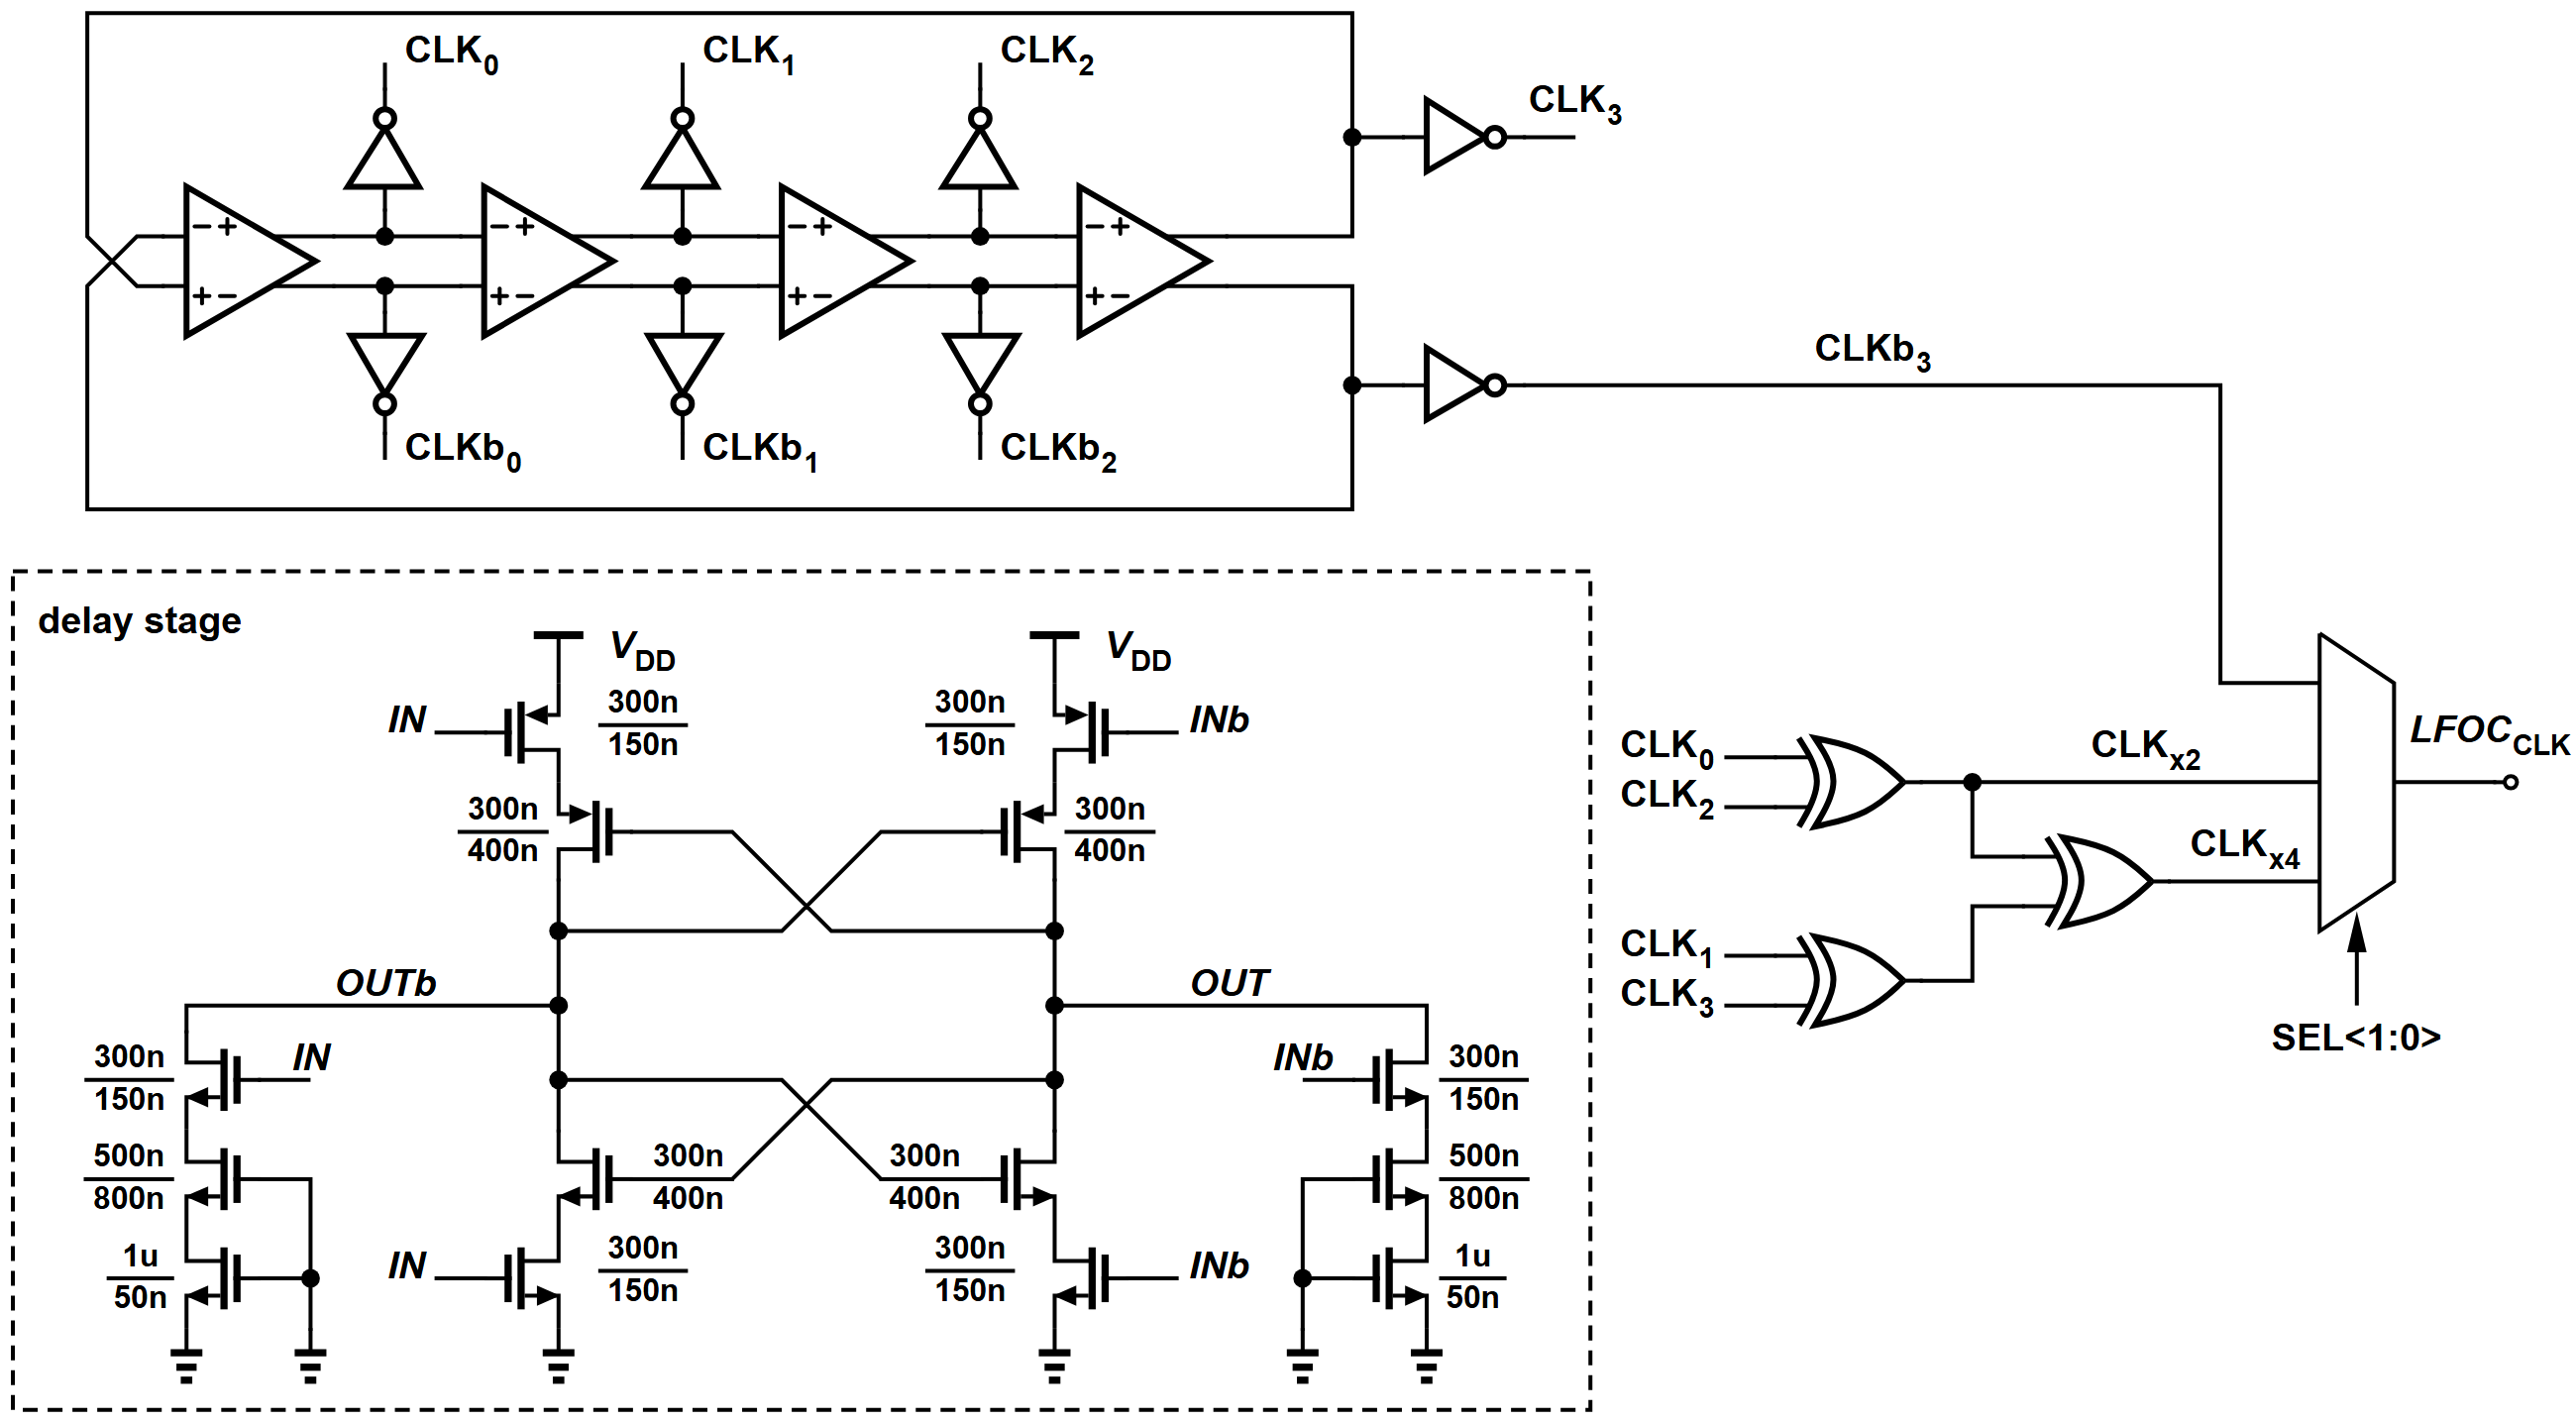 CLK0
CLK1
CLK2
CLK3
− +
− +
− +
− +
+ −
+ −
+ −
+ −
CLKb3
CLKb0
CLKb1
CLKb2
delay stage
VDD
VDD
IN
300n
150n
300n
150n
INb
300n
400n
300n
400n
OUTb
OUT
300n
150n
IN
INb
300n
150n
500n
800n
300n
400n
300n
400n
500n
800n
1u
50n
IN
300n
150n
300n
150n
INb
1u
50n
CLK0
CLK2
CLKx2
LFOCCLK
CLKx4
CLK1
CLK3
SEL<1:0>